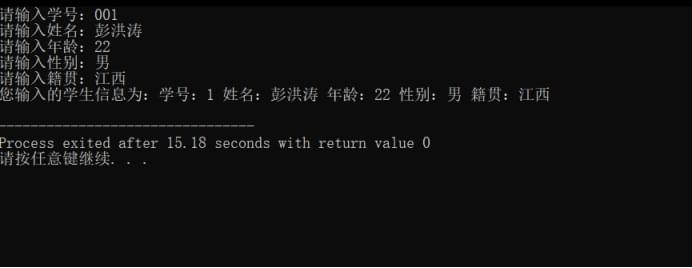 请输入学号：001
请输入姓名：彭洪涛
请输入年龄：22
请输入性别：男
请输入籍贯：江西
您输入的学生信息为：学号：1 姓名：彭洪涛 年龄：22 性别：男 籍贯：江西
--------------------------------
Process exited after 15.18 seconds with return value 0
请按任意键继续. . .